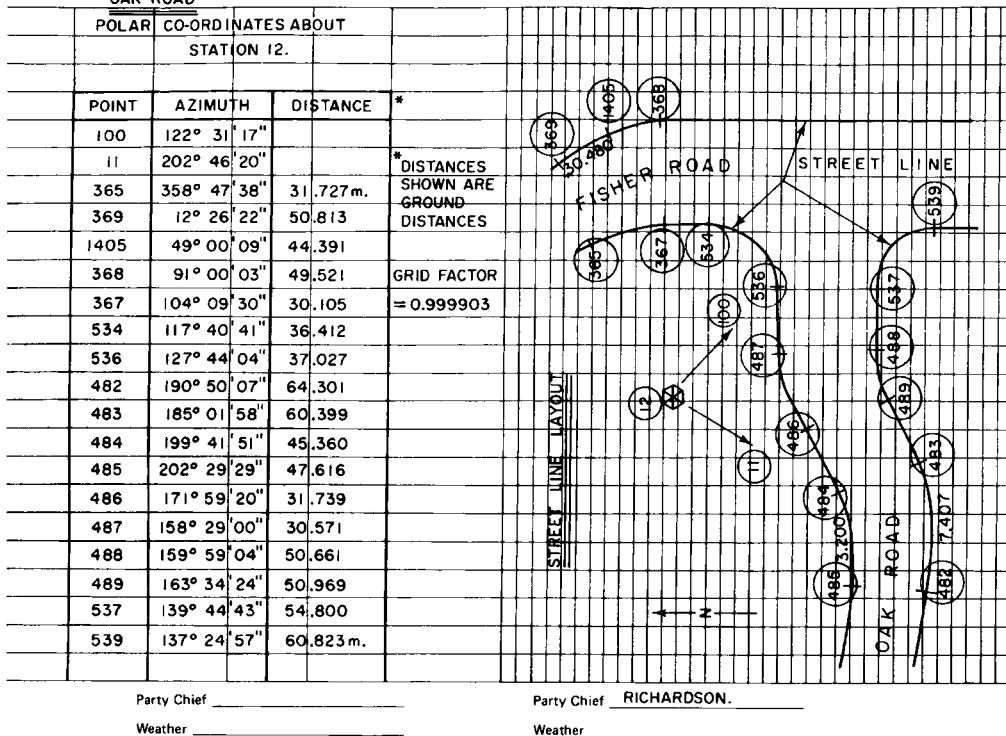 OAK ROAD
POLAR CO-ORDINATES ABOUT
STATION 12.
POINT AZIMUTH DISTANCE *
100 122° 31' 17"
11 202° 46' 20"
365 358° 47' 38" 31.727m.
369 12° 26' 22" 50.813
1405 49° 00' 09" 44.391
368 91° 00' 03" 49.521
367 104° 09' 30" 30.105
534 117° 40' 41" 36.412
536 127° 44' 04" 37.027
482 190° 50' 07" 64.301
483 185° 01' 58" 60.399
484 199° 41' 51" 45.360
485 202° 29' 29" 47.616
486 171° 59' 20" 31.739
487 158° 29' 00" 30.571
488 159° 59' 04" 50.661
489 163° 34' 24" 50.969
537 139° 44' 43" 54.800
539 137° 24' 57" 60.823m.
* DISTANCES
SHOWN ARE
GROUND
DISTANCES
GRID FACTOR
= 0.999903
369
1405
368
30.480
FISHER ROAD
STREET LINE
539
365
367
534
536
537
100
487
488
12
489
STREET LINE LAYOUT
486
11
483
484
3.200
7.407
485
482
OAK ROAD
N
Party Chief
Weather
Party Chief RICHARDSON.
Weather